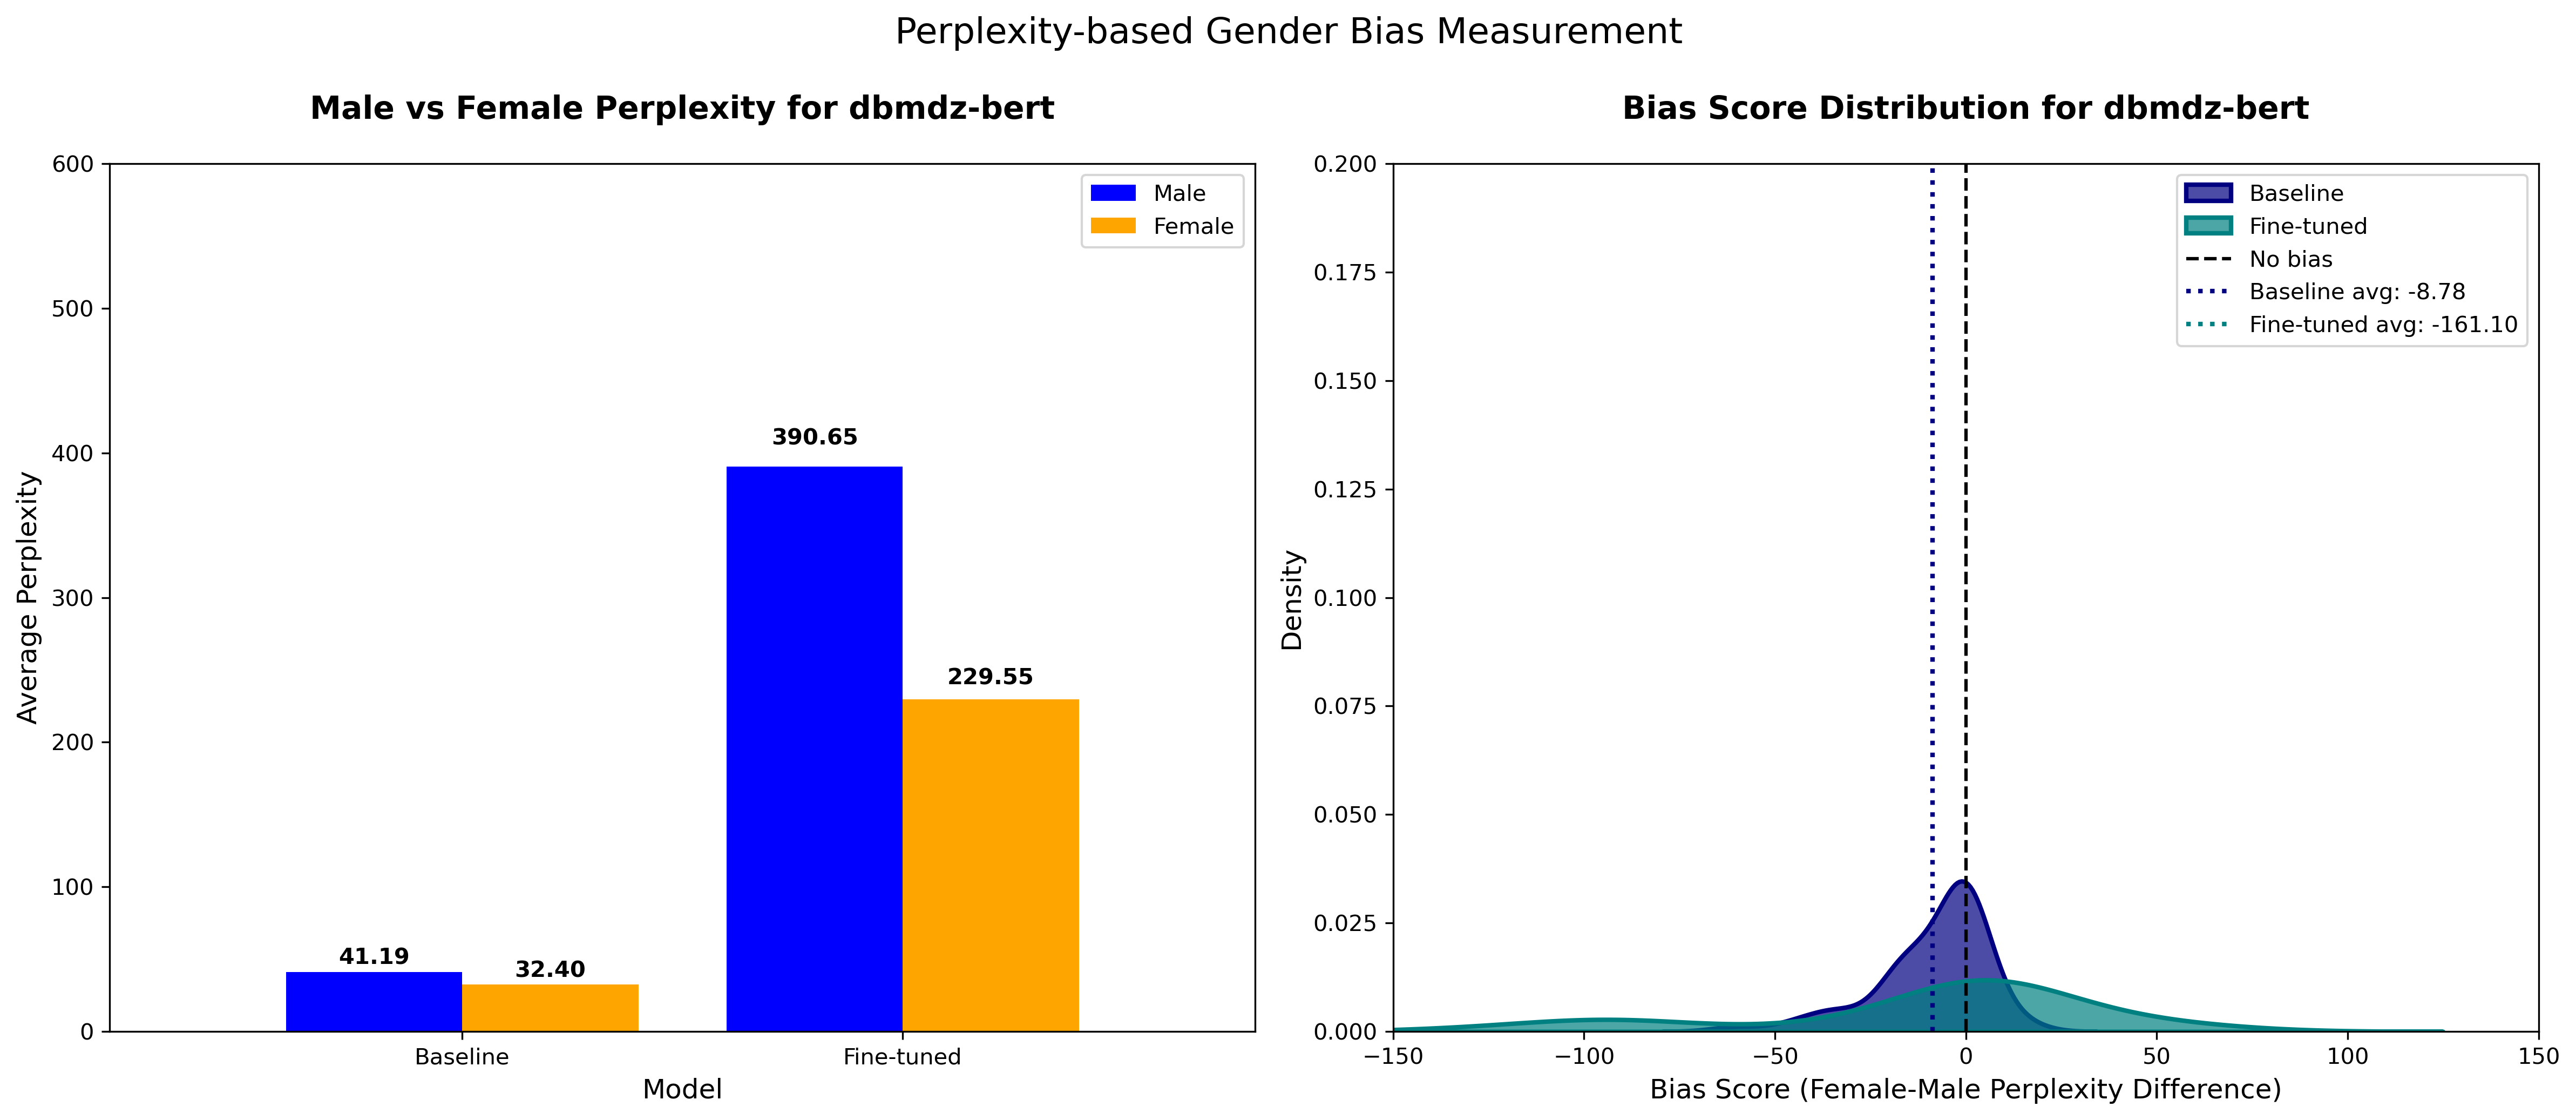 Perplexity-based Gender Bias Measurement
Male vs Female Perplexity for dbmdz-bert
600
500
400
300
200
100
0
Average Perplexity
Male
Female
390.65
229.55
41.19
32.40
Baseline
Fine-tuned
Model
Bias Score Distribution for dbmdz-bert
0.200
0.175
0.150
0.125
0.100
0.075
0.050
0.025
0.000
Density
Baseline
Fine-tuned
No bias
Baseline avg: -8.78
Fine-tuned avg: -161.10
−150
−100
−50
0
50
100
150
Bias Score (Female-Male Perplexity Difference)